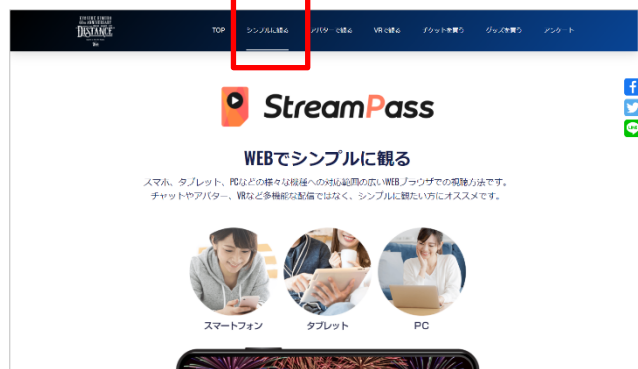 DISTANCE
TOP シンプルに観る アバターで観る VRで観る チケットを買う グッズを買う アンケート
StreamPass
WEBでシンプルに観る
スマホ、タブレット、PCなどの様々な機種への対応範囲の広いWEBブラウザでの視聴方法です。
チャットやアバター、VRなど多機能な配信ではなく、シンプルに観たい方にオススメです。
スマートフォン タブレット PC